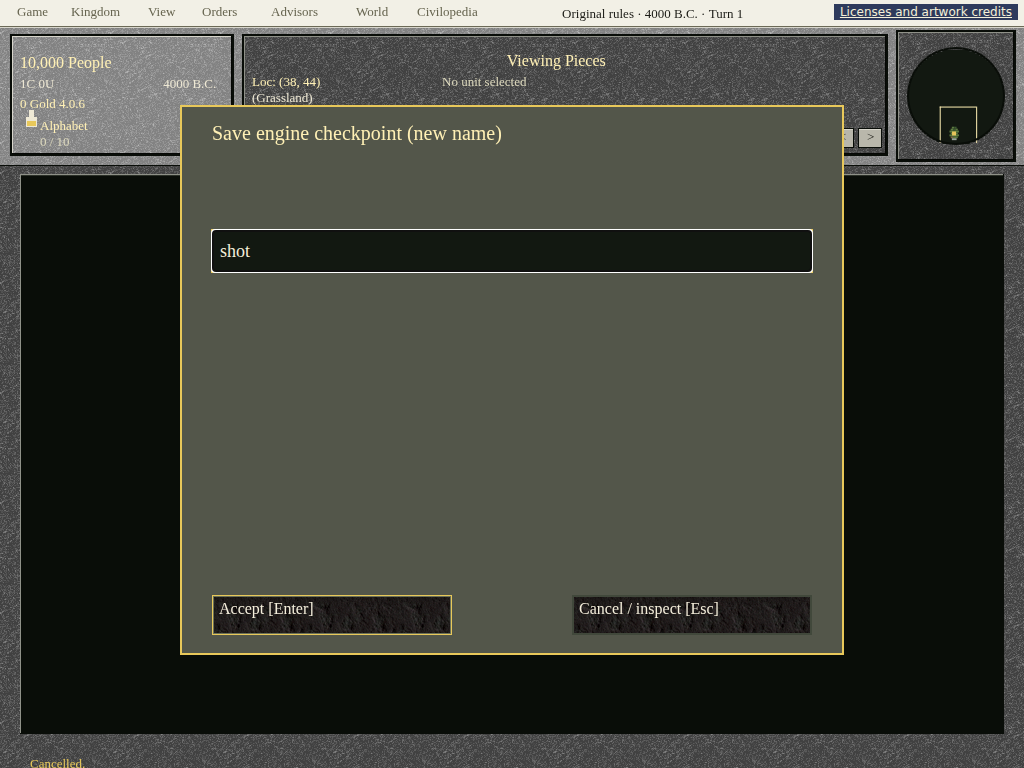 Game Kingdom View Orders Advisors World Civilopedia Original rules · 4000 B.C. · Turn 1 Licenses and artwork credits
10,000 People
1C 0U 4000 B.C.
0 Gold 4.0.6
Alphabet
0 / 10
Viewing Pieces
Loc: (38, 44) No unit selected
(Grassland)
>
Save engine checkpoint (new name)
shot
Accept [Enter] Cancel / inspect [Esc]
Cancelled.